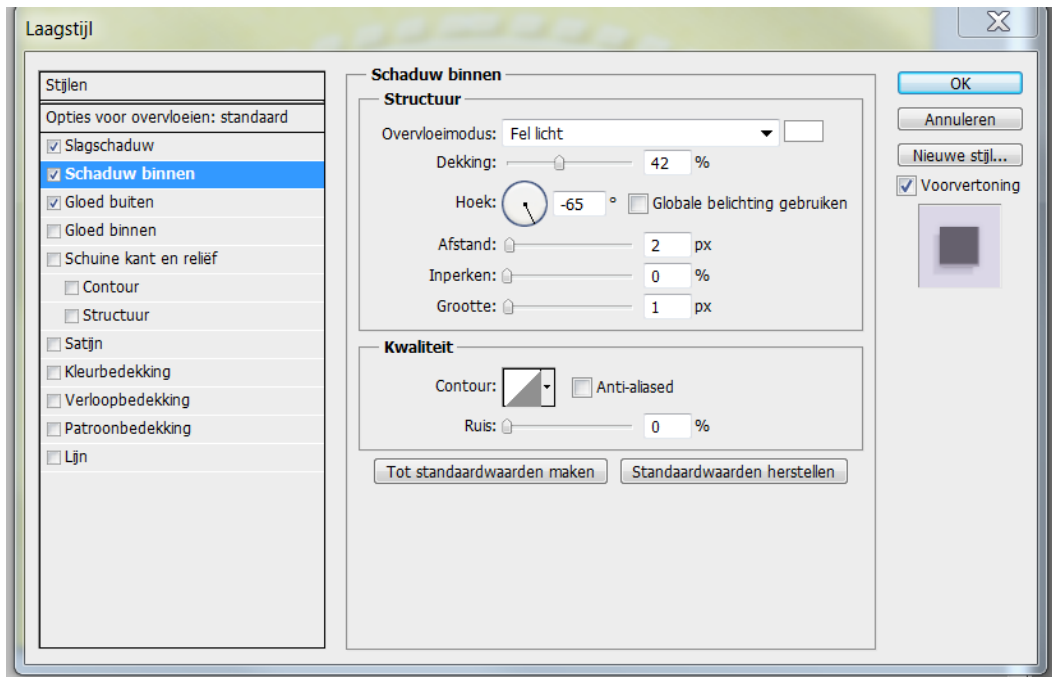 Laagstijl
Stijlen
Opties voor overvloeien: standaard
Slagschaduw
Schaduw binnen
Gloed buiten
Gloed binnen
Schuine kant en reliëf
Contour
Structuur
Satijn
Kleurbedekking
Verloopbedekking
Patroonbedekking
Lijn
Schaduw binnen
Structuur
Overvloeimodus: Fel licht
Dekking: 42 %
Hoek: -65 ° Globale belichting gebruiken
Afstand: 2 px
Inperken: 0 %
Grootte: 1 px
Kwaliteit
Contour: Anti-aliased
Ruis: 0 %
Tot standaardwaarden maken Standaardwaarden herstellen
OK
Annuleren
Nieuwe stijl...
Voorvertoning